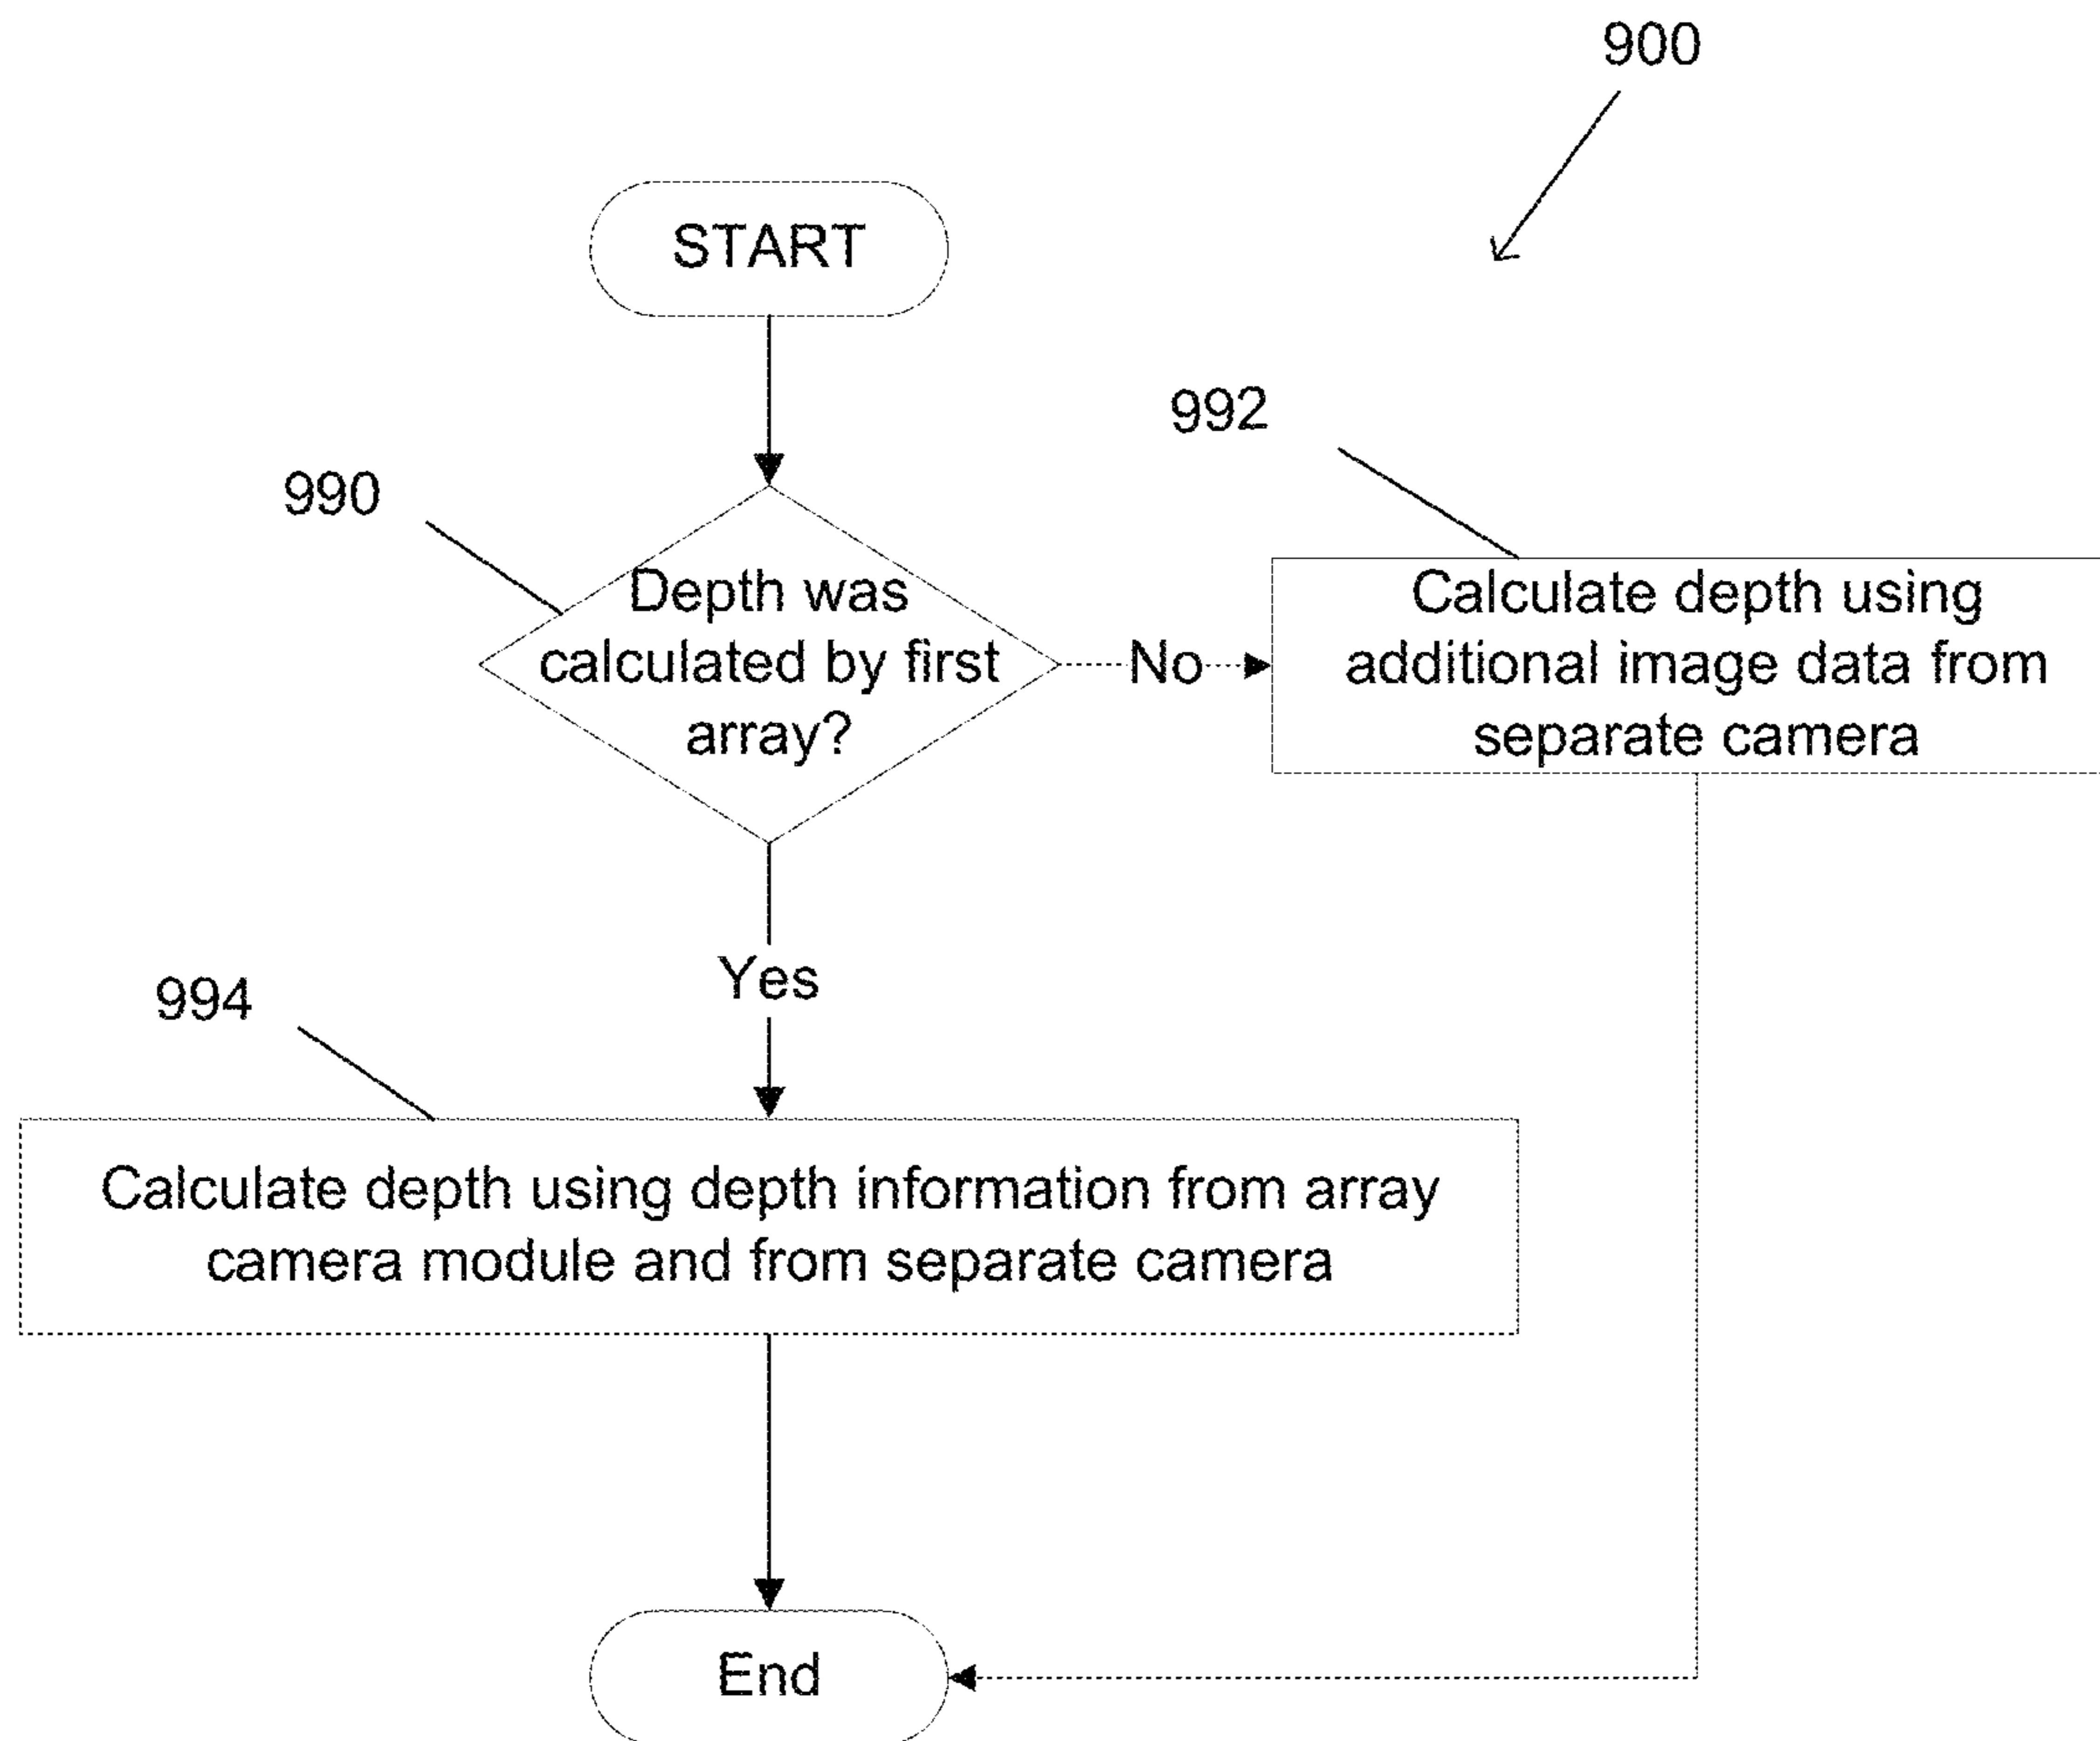 900
START
992
990
Depth was
calculated by first
array?
No
Calculate depth using
additional image data from
separate camera
Yes
994
Calculate depth using depth information from array
camera module and from separate camera
End